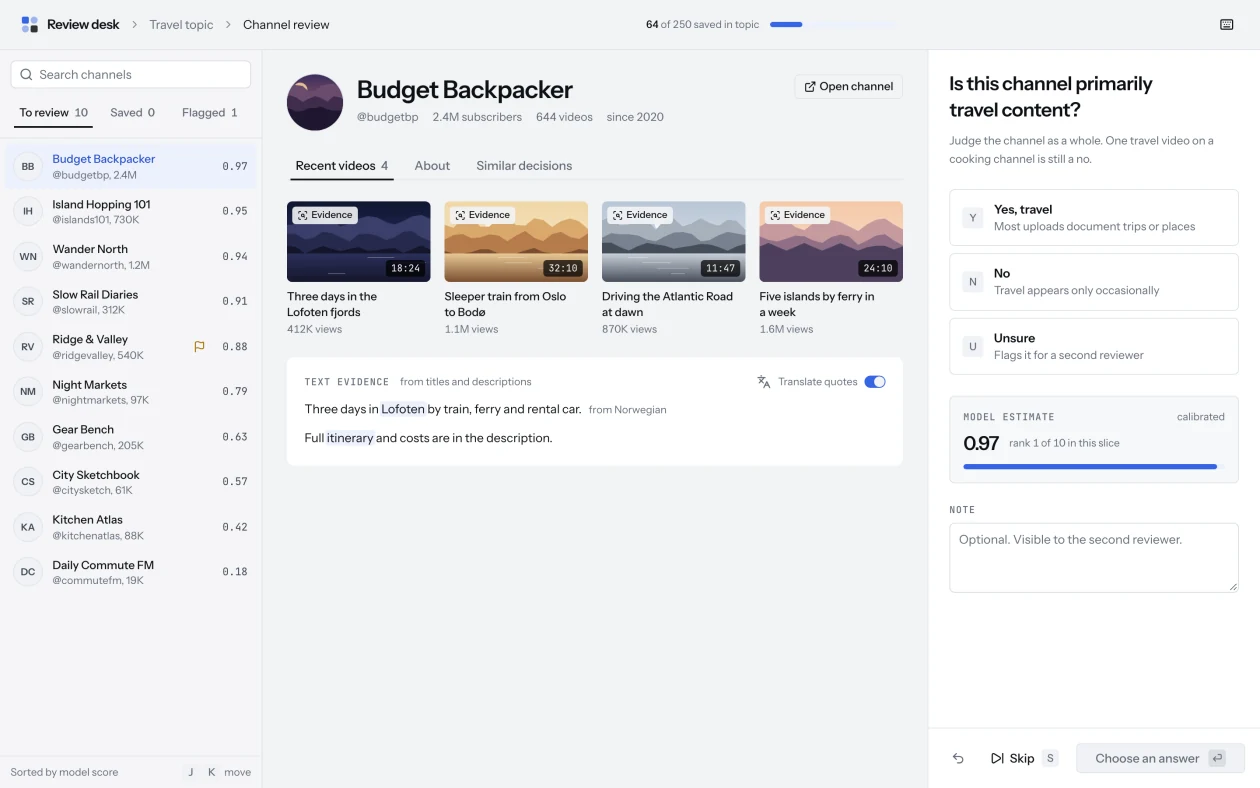 Review desk > Travel topic > Channel review
64 of 250 saved in topic
Search channels
To review 10 Saved 0 Flagged 1
BB Budget Backpacker 0.97
@budgetbp, 2.4M
IH Island Hopping 101 0.95
@islands101, 730K
WN Wander North 0.94
@wandernorth, 1.2M
SR Slow Rail Diaries 0.91
@slowrail, 312K
RV Ridge & Valley 0.88
@ridgevalley, 540K
NM Night Markets 0.79
@nightmarkets, 97K
GB Gear Bench 0.63
@gearbench, 205K
CS City Sketchbook 0.57
@citysketch, 61K
KA Kitchen Atlas 0.42
@kitchenatlas, 88K
DC Daily Commute FM 0.18
@commutefm, 19K
Sorted by model score J K move
Budget Backpacker
@budgetbp 2.4M subscribers 644 videos since 2020
Open channel
Recent videos 4 About Similar decisions
Evidence
18:24
Three days in the
Lofoten fjords
412K views
Evidence
32:10
Sleeper train from Oslo
to Bodø
1.1M views
Evidence
11:47
Driving the Atlantic Road
at dawn
870K views
Evidence
24:10
Five islands by ferry in
a week
1.6M views
TEXT EVIDENCE from titles and descriptions
Translate quotes
Three days in Lofoten by train, ferry and rental car. from Norwegian
Full itinerary and costs are in the description.
Is this channel primarily
travel content?
Judge the channel as a whole. One travel video on a
cooking channel is still a no.
Y Yes, travel
Most uploads document trips or places
N No
Travel appears only occasionally
U Unsure
Flags it for a second reviewer
MODEL ESTIMATE calibrated
0.97 rank 1 of 10 in this slice
NOTE
Optional. Visible to the second reviewer.
Skip S Choose an answer